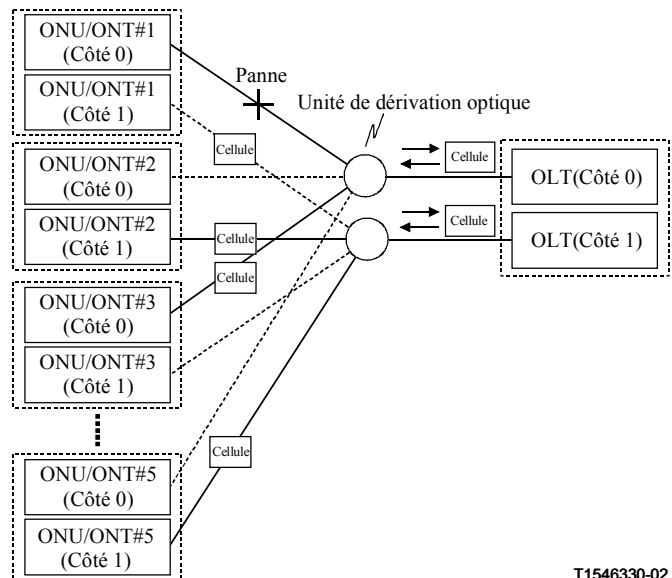 ONU/ONT#1
(Côté 0)
ONU/ONT#1
(Côté 1)
Panne
Unité de dérivation optique
Cellule
Cellule
ONU/ONT#2
(Côté 0)
OLT(Côté 0)
ONU/ONT#2
(Côté 1)
Cellule
Cellule
OLT(Côté 1)
Cellule
ONU/ONT#3
(Côté 0)
ONU/ONT#3
(Côté 1)
Cellule
ONU/ONT#5
(Côté 0)
ONU/ONT#5
(Côté 1)
T1546330-02